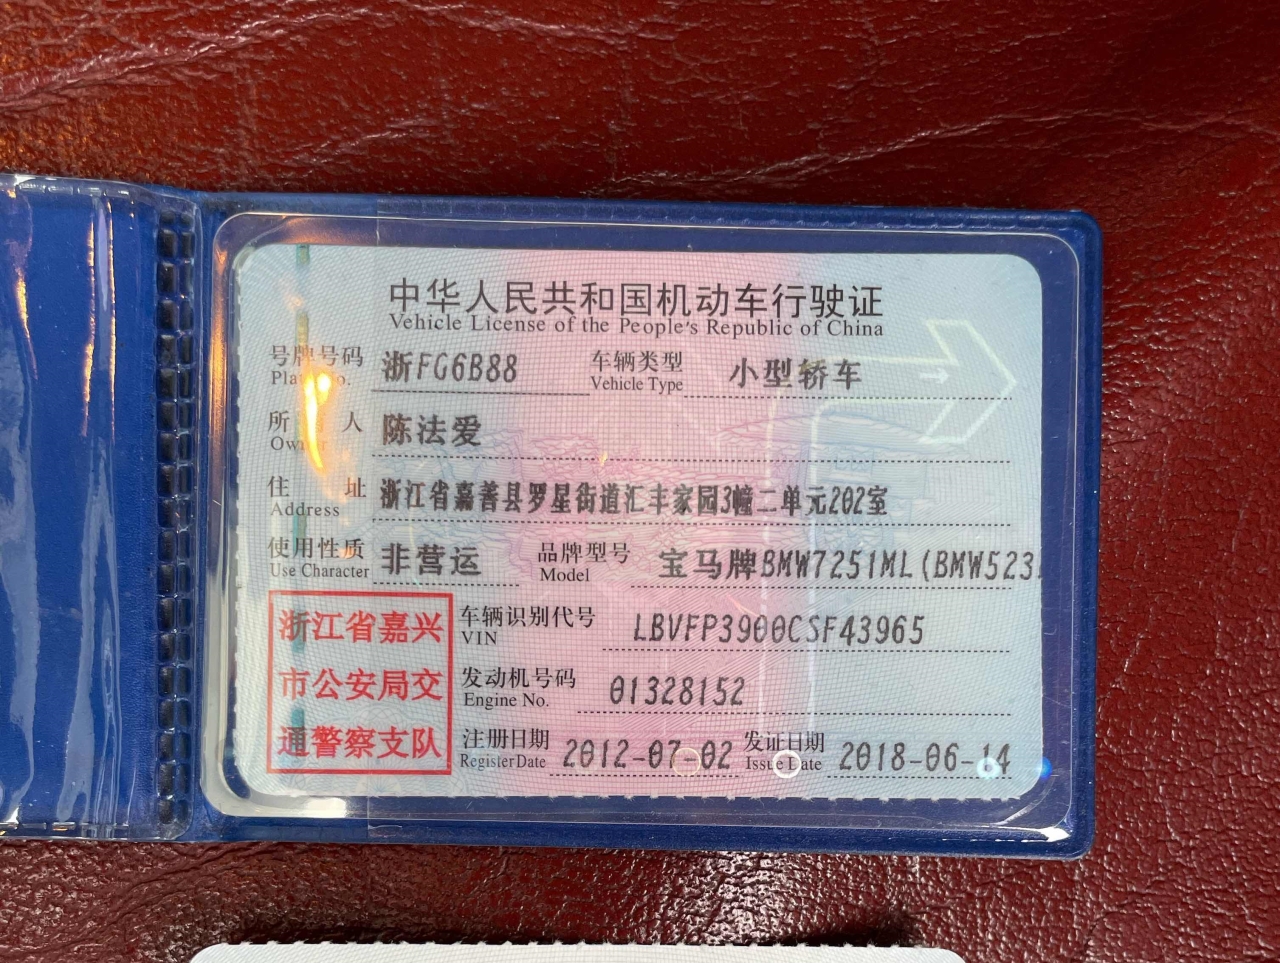 中华人民共和国机动车行驶证
Vehicle License of the People's Republic of China
号牌号码 浙FG6B88 车辆类型 小型轿车
Plate No. Vehicle Type
所有人 陈法爱
Owner
住址 浙江省嘉善县罗星街道汇丰家园3幢二单元202室
Address
使用性质 非营运 品牌型号 宝马牌BMW7251ML(BMW523
Use Character Model
浙江省嘉兴
市公安局交
通警察支队
车辆识别代号 LBVFP3900CSF43965
VIN
发动机号码 01328152
Engine No.
注册日期 2012-07-02 发证日期 2018-06-14
Register Date Issue Date